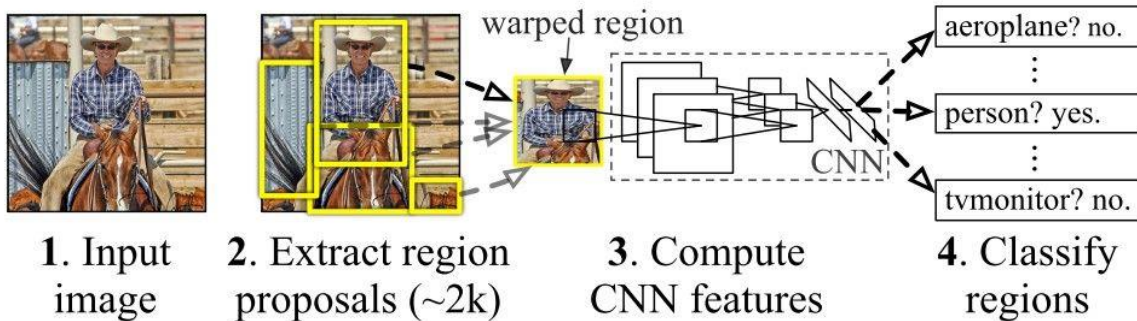 warped region
aeroplane? no.
⋮
person? yes.
CNN
⋮
tvmonitor? no.
1. Input
image
2. Extract region
proposals (~2k)
3. Compute
CNN features
4. Classify
regions